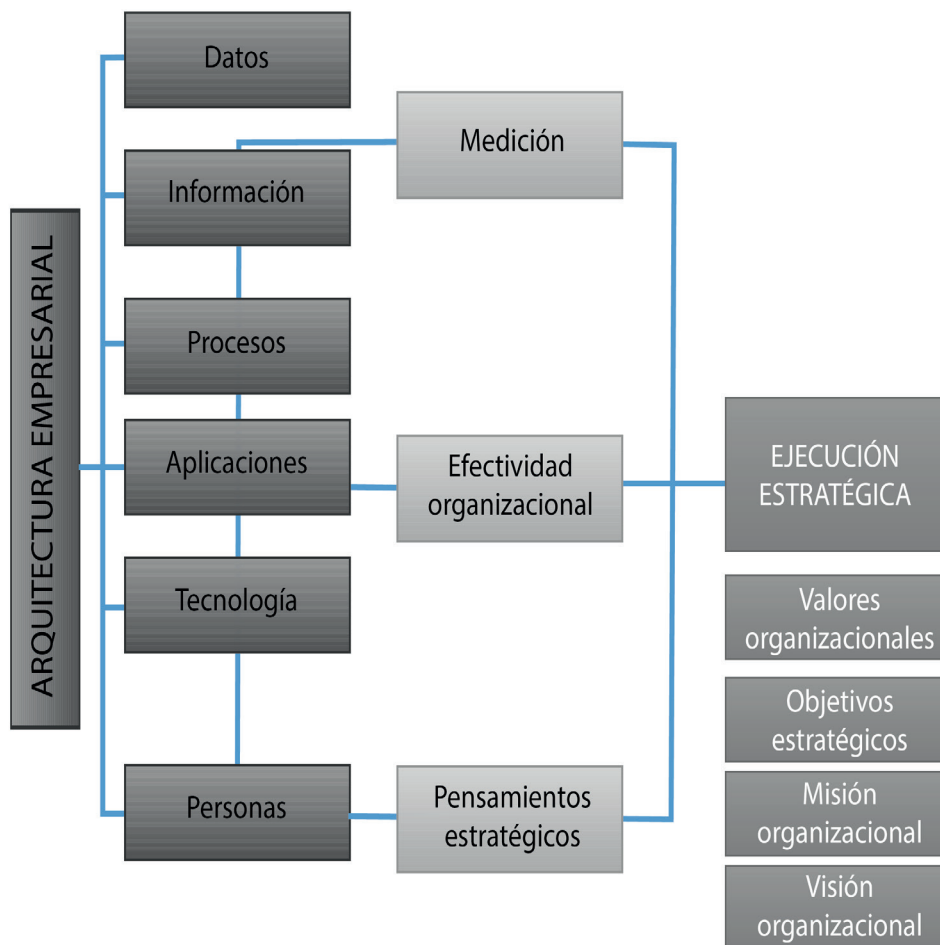 ARQUITECTURA EMPRESARIAL
Datos
Información
Procesos
Aplicaciones
Tecnología
Personas
Medición
Efectividad
organizacional
Pensamientos
estratégicos
EJECUCIÓN
ESTRATÉGICA
Valores
organizacionales
Objetivos
estratégicos
Misión
organizacional
Visión
organizacional